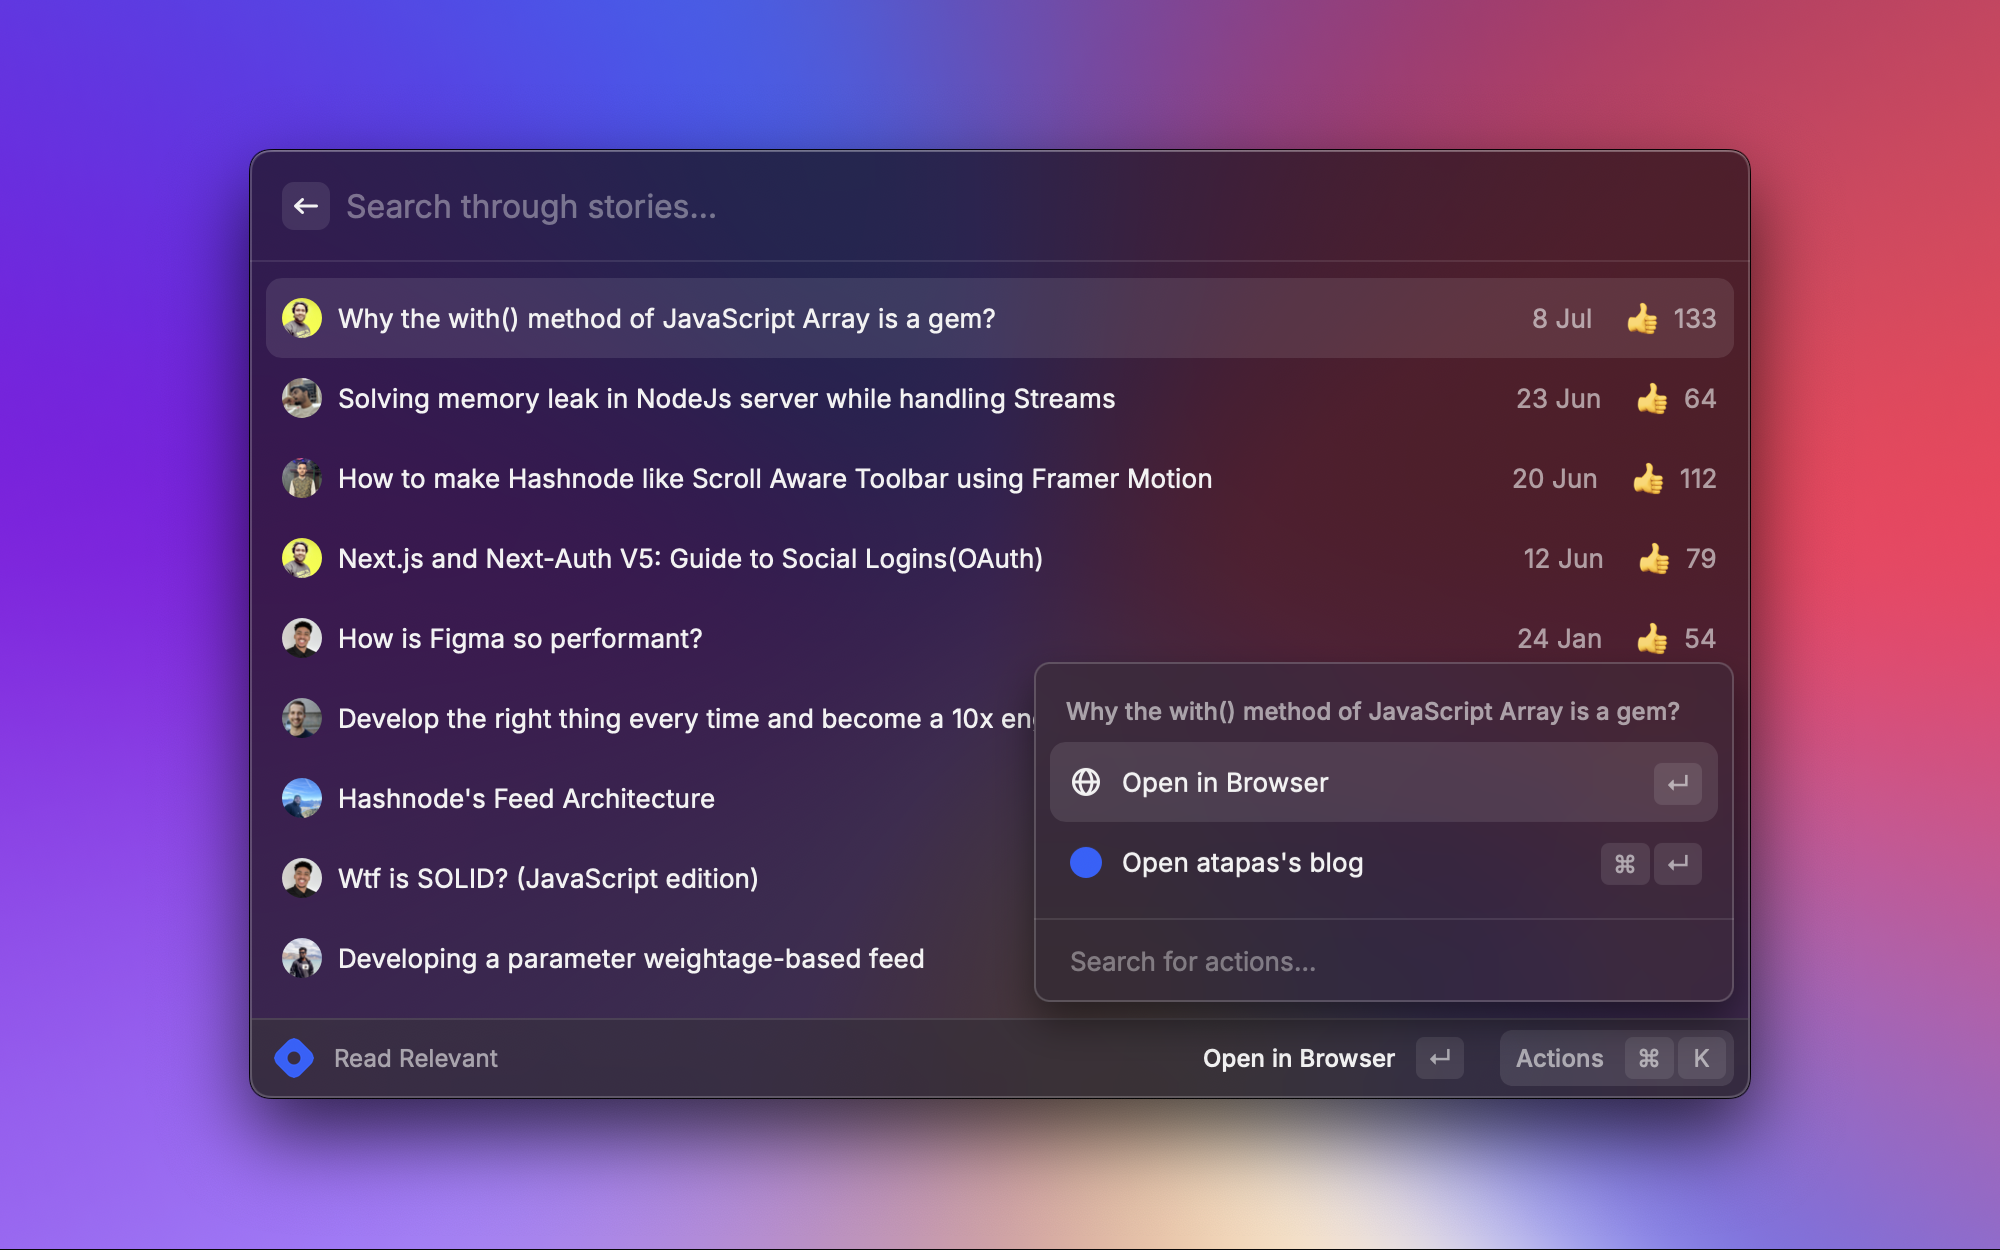 Search through stories...
Why the with() method of JavaScript Array is a gem? 8 Jul 👍 133
Solving memory leak in NodeJs server while handling Streams 23 Jun 👍 64
How to make Hashnode like Scroll Aware Toolbar using Framer Motion 20 Jun 👍 112
Next.js and Next-Auth V5: Guide to Social Logins(OAuth) 12 Jun 👍 79
How is Figma so performant? 24 Jan 👍 54
Develop the right thing every time and become a 10x
Hashnode's Feed Architecture
Wtf is SOLID? (JavaScript edition)
Developing a parameter weightage-based feed
Why the with() method of JavaScript Array is a gem?
Open in Browser ↵
Open atapas's blog ⌘ ↵
Search for actions...
Read Relevant Open in Browser ↵ Actions ⌘ K